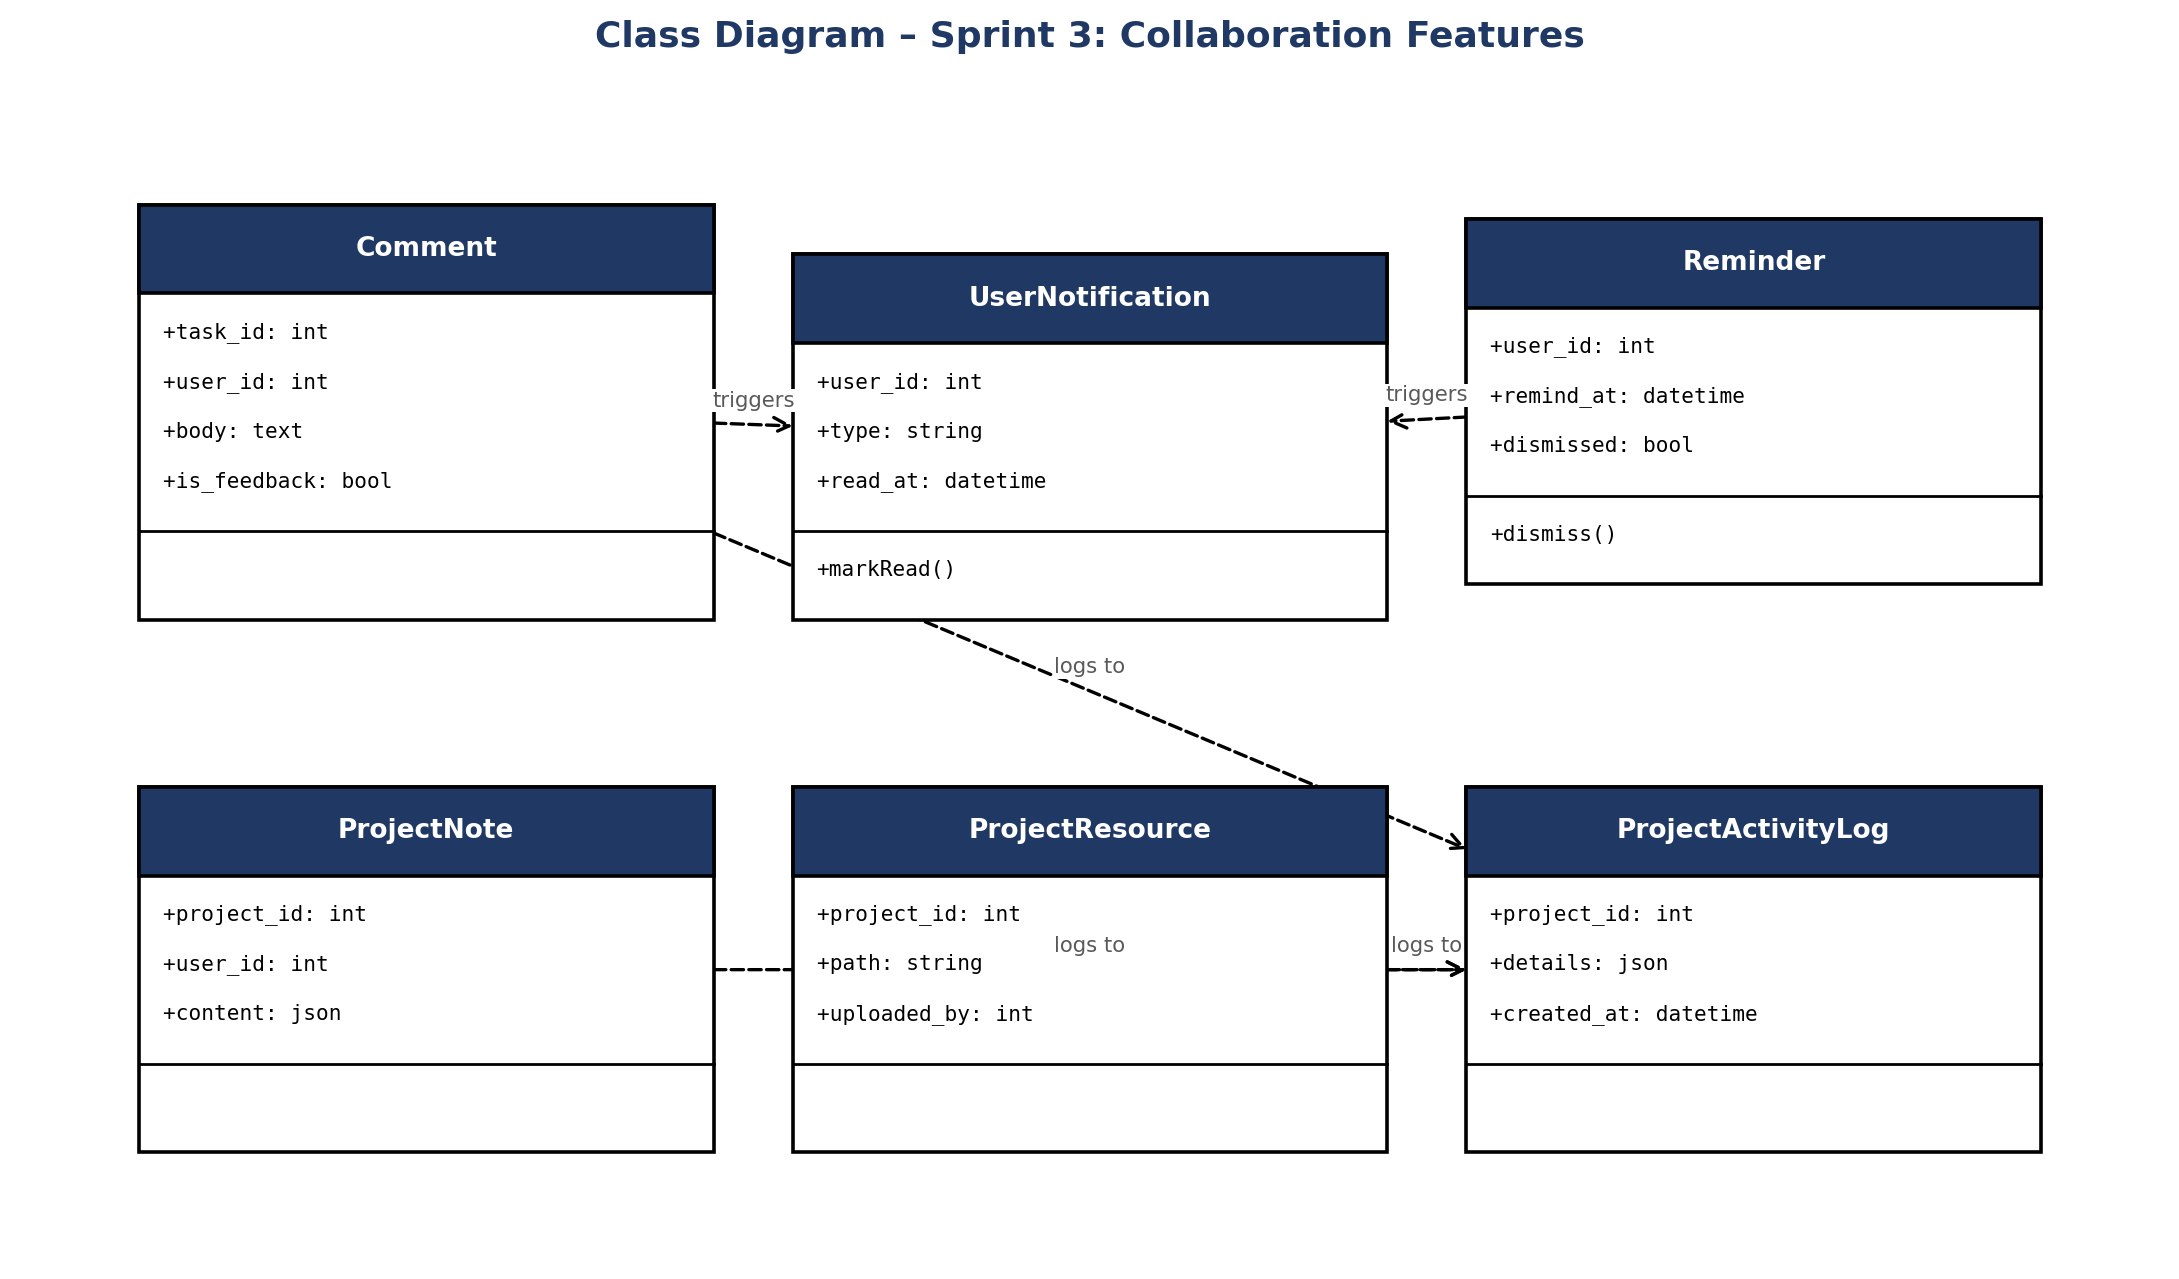 Class Diagram – Sprint 3: Collaboration Features
Comment
+task_id: int
+user_id: int
+body: text
+is_feedback: bool
triggers
UserNotification
+user_id: int
+type: string
+read_at: datetime
+markRead()
triggers
Reminder
+user_id: int
+remind_at: datetime
+dismissed: bool
+dismiss()
logs to
ProjectNote
+project_id: int
+user_id: int
+content: json
ProjectResource
+project_id: int
logs to
+path: string
+uploaded_by: int
logs to
ProjectActivityLog
+project_id: int
+details: json
+created_at: datetime